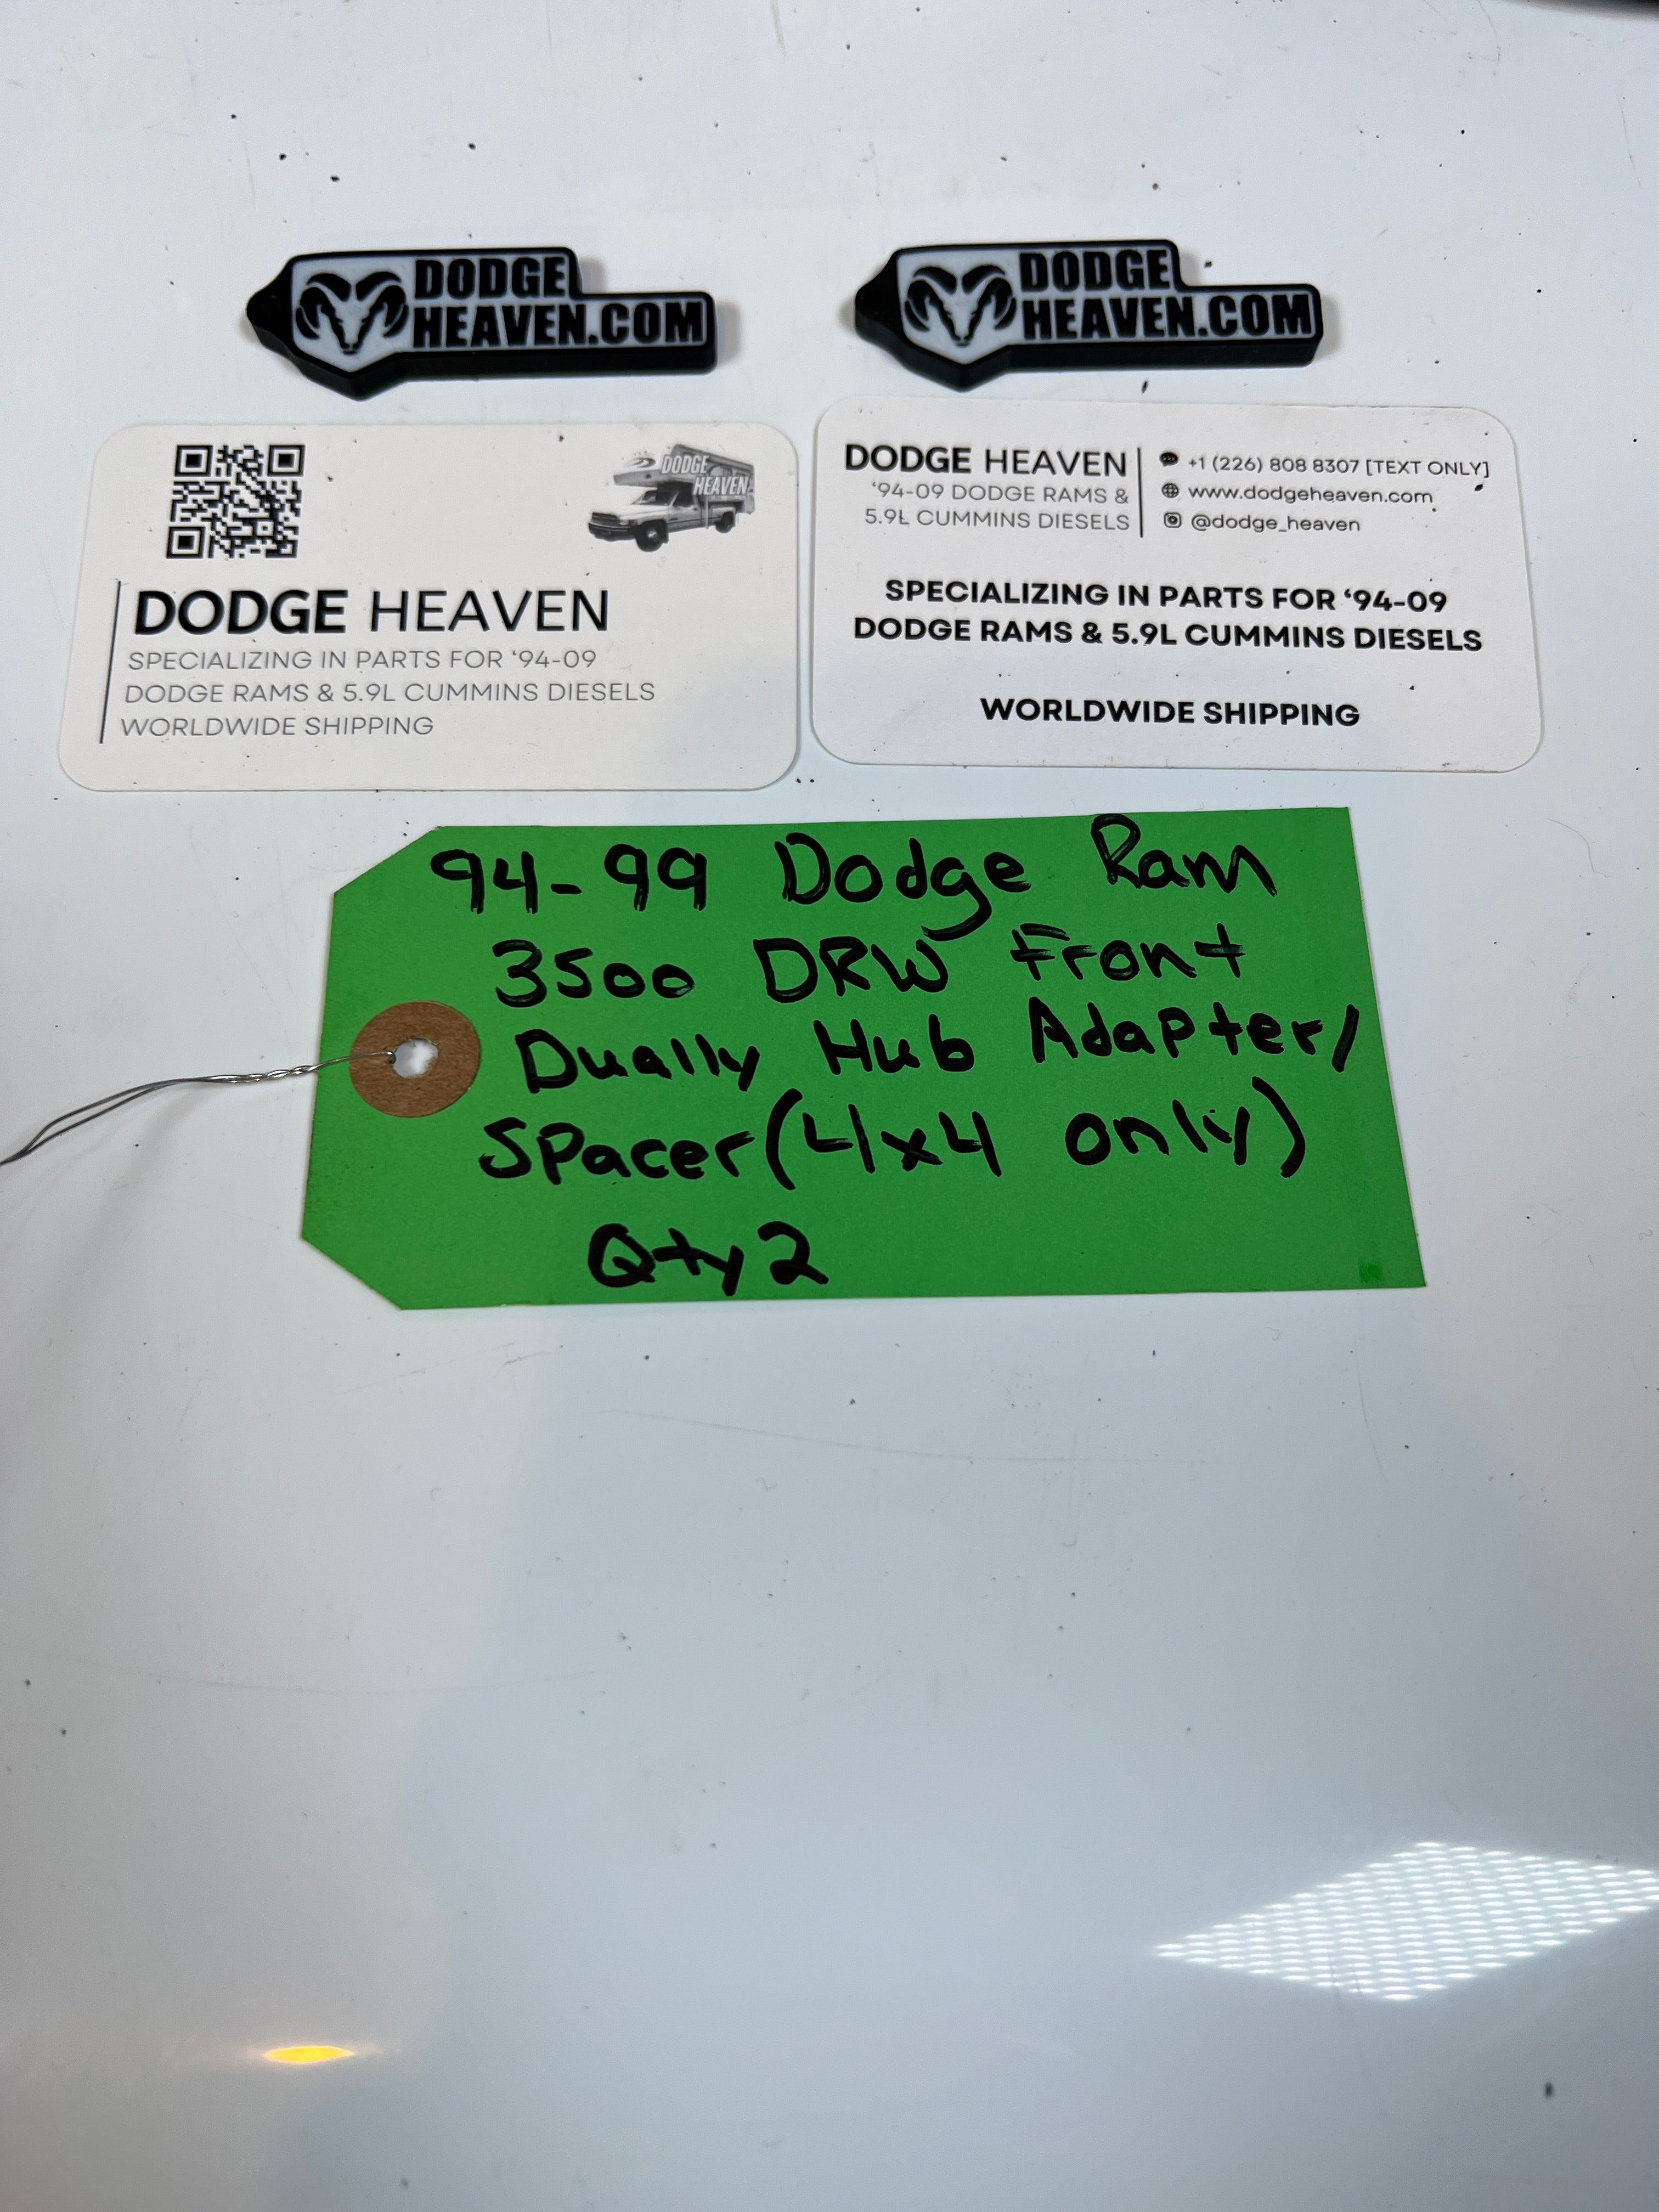 DODGE
HEAVEN.COM
DODGE
HEAVEN.COM
DODGE
HEAVEN
DODGE HEAVEN
SPECIALIZING IN PARTS FOR ‘94-09
DODGE RAMS & 5.9L CUMMINS DIESELS
WORLDWIDE SHIPPING
DODGE HEAVEN
‘94-09 DODGE RAMS &
5.9L CUMMINS DIESELS
+1 (226) 808 8307 [TEXT ONLY]
www.dodgeheaven.com
@dodge_heaven
SPECIALIZING IN PARTS FOR ‘94-09
DODGE RAMS & 5.9L CUMMINS DIESELS
WORLDWIDE SHIPPING
94-99 Dodge Ram
3500 DRW Front
Dually Hub Adapter/
Spacer (4x4 only)
Qty 2